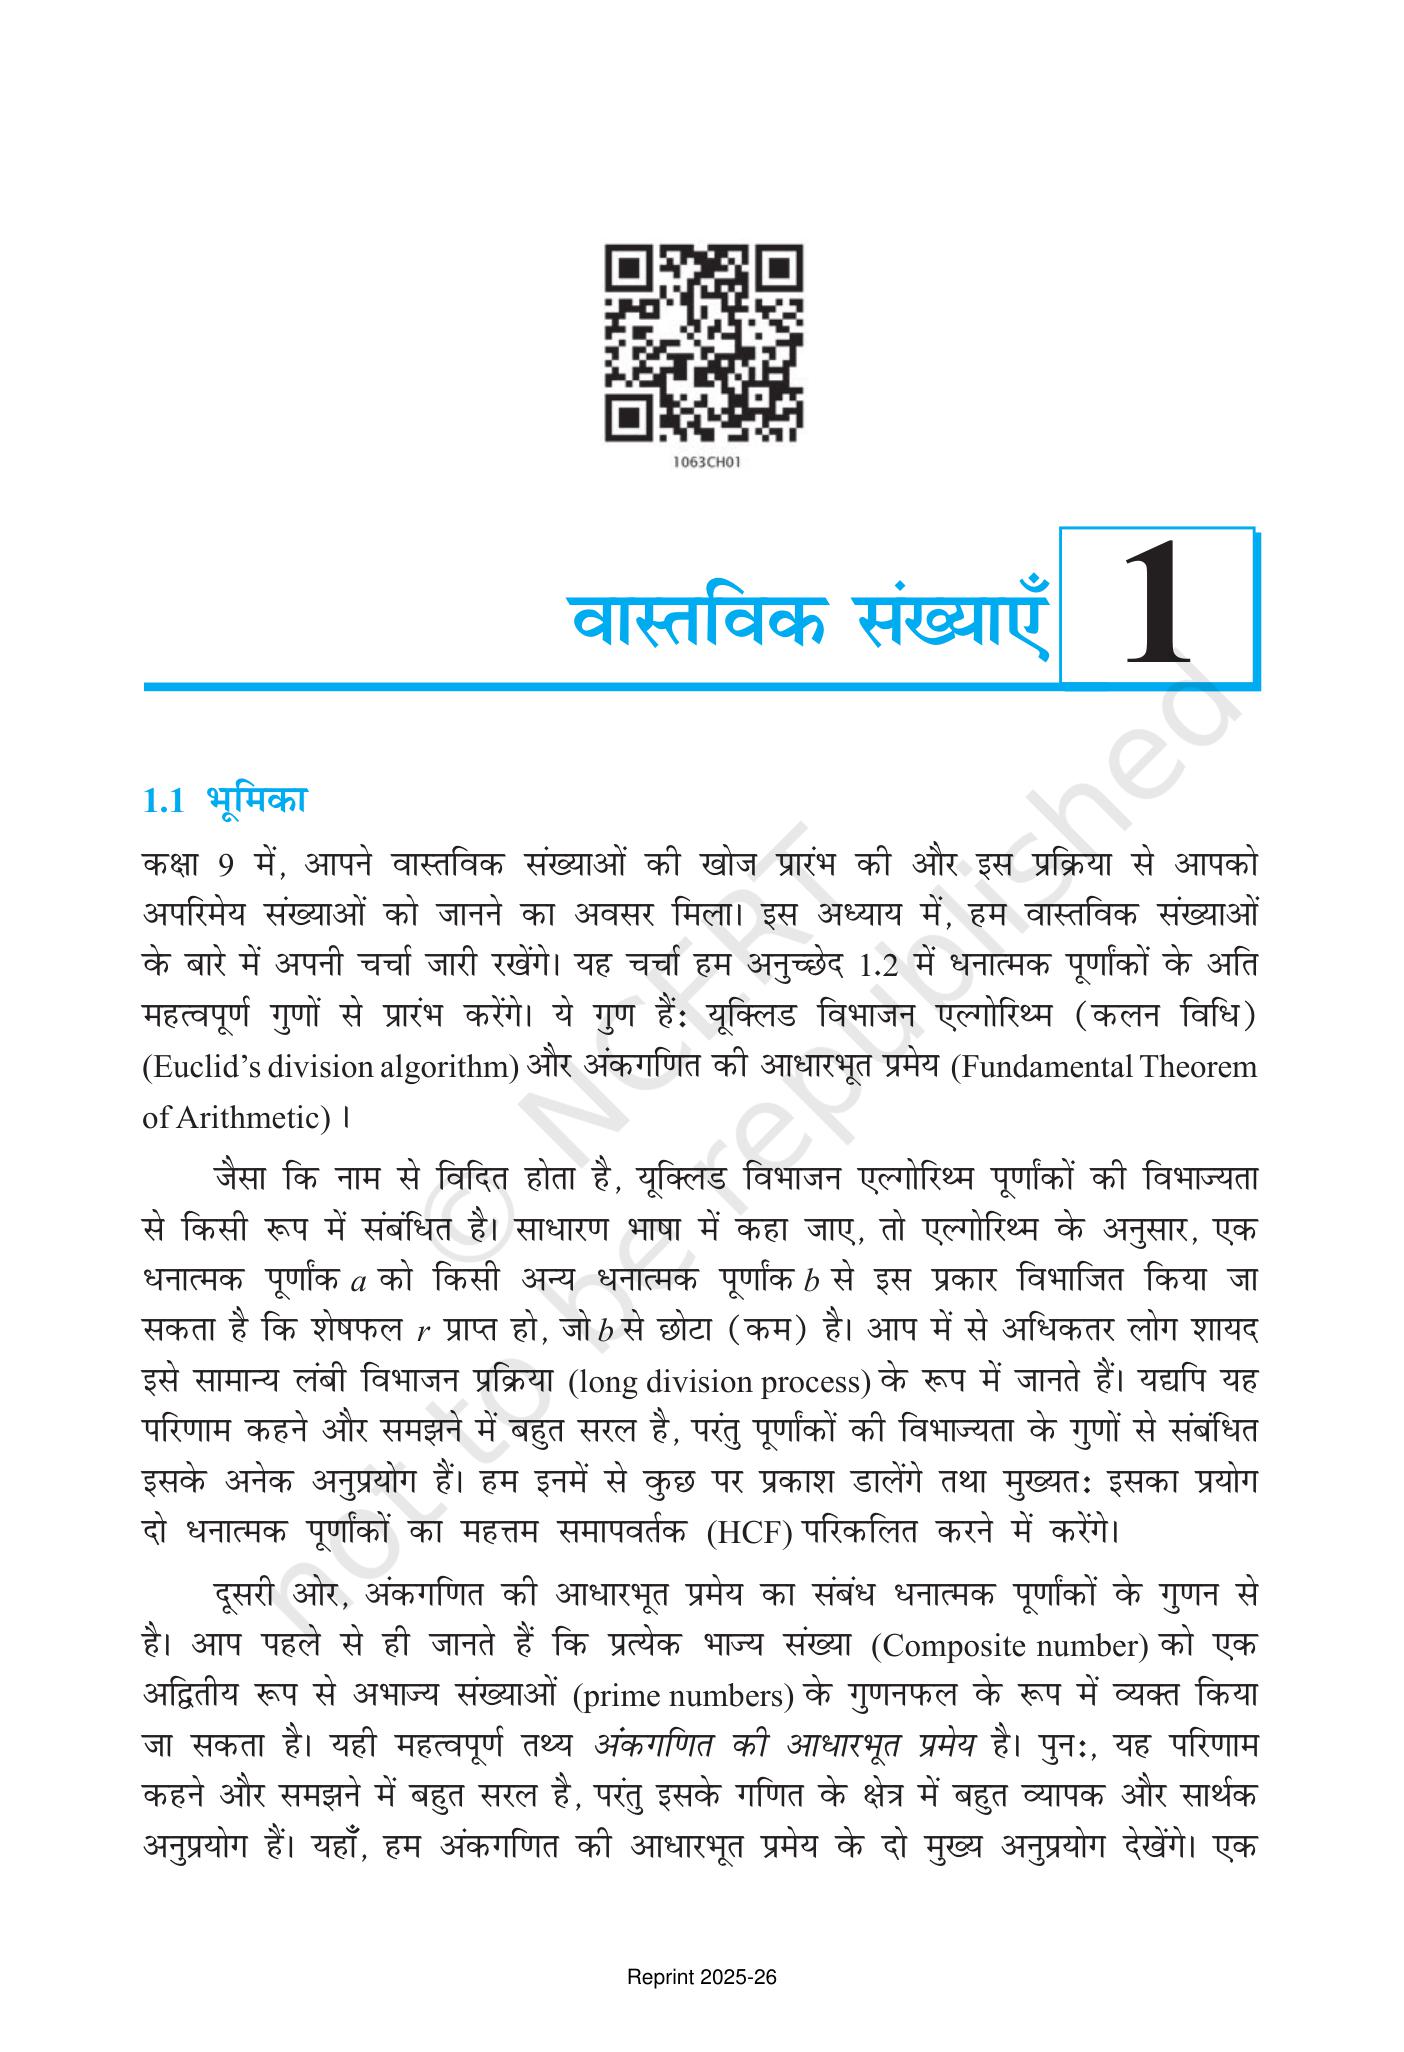 1063CH01
वास्तविक संख्याएँ
1
1.1 भूमिका
कक्षा 9 में, आपने वास्तविक संख्याओं की खोज प्रारंभ की और इस प्रक्रिया से आपको
अपरिमेय संख्याओं को जानने का अवसर मिला। इस अध्याय में, हम वास्तविक संख्याओं
के बारे में अपनी चर्चा जारी रखेंगे। यह चर्चा हम अनुच्छेद 1.2 में धनात्मक पूर्णांकों के अति
महत्वपूर्ण गुणों से प्रारंभ करेंगे। ये गुण हैं: यूक्लिड विभाजन एल्गोरिथ्म (कलन विधि)
(Euclid’s division algorithm) और अंकगणित की आधारभूत प्रमेय (Fundamental Theorem
of Arithmetic) ।
जैसा कि नाम से विदित होता है, यूक्लिड विभाजन एल्गोरिथ्म पूर्णांकों की विभाज्यता
से किसी रूप में संबंधित है। साधारण भाषा में कहा जाए, तो एल्गोरिथ्म के अनुसार, एक
धनात्मक पूर्णांक a को किसी अन्य धनात्मक पूर्णांक b से इस प्रकार विभाजित किया जा
सकता है कि शेषफल r प्राप्त हो, जो b से छोटा (कम) है। आप में से अधिकतर लोग शायद
इसे सामान्य लंबी विभाजन प्रक्रिया (long division process) के रूप में जानते हैं। यद्यपि यह
परिणाम कहने और समझने में बहुत सरल है, परंतु पूर्णांकों की विभाज्यता के गुणों से संबंधित
इसके अनेक अनुप्रयोग हैं। हम इनमें से कुछ पर प्रकाश डालेंगे तथा मुख्यत: इसका प्रयोग
दो धनात्मक पूर्णांकों का महत्तम समापवर्तक (HCF) परिकलित करने में करेंगे।
दूसरी ओर, अंकगणित की आधारभूत प्रमेय का संबंध धनात्मक पूर्णांकों के गुणन से
है। आप पहले से ही जानते हैं कि प्रत्येक भाज्य संख्या (Composite number) को एक
अद्वितीय रूप से अभाज्य संख्याओं (prime numbers) के गुणनफल के रूप में व्यक्त किया
जा सकता है। यही महत्वपूर्ण तथ्य अंकगणित की आधारभूत प्रमेय है। पुन:, यह परिणाम
कहने और समझने में बहुत सरल है, परंतु इसके गणित के क्षेत्र में बहुत व्यापक और सार्थक
अनुप्रयोग हैं। यहाँ, हम अंकगणित की आधारभूत प्रमेय के दो मुख्य अनुप्रयोग देखेंगे। एक
© NCERT
not to be republished
Reprint 2025-26